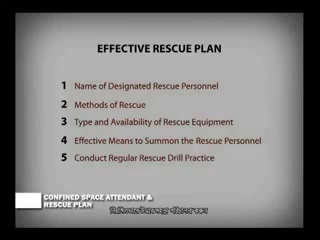 EFFECTIVE RESCUE PLAN
1 Name of Designated Rescue Personnel
2 Methods of Rescue
3 Type and Availability of Rescue Equipment
4 Effective Means to Summon the Rescue Personnel
5 Conduct Regular Rescue Drill Practice
CONFINED SPACE ATTENDANT &
RESCUE PLAN